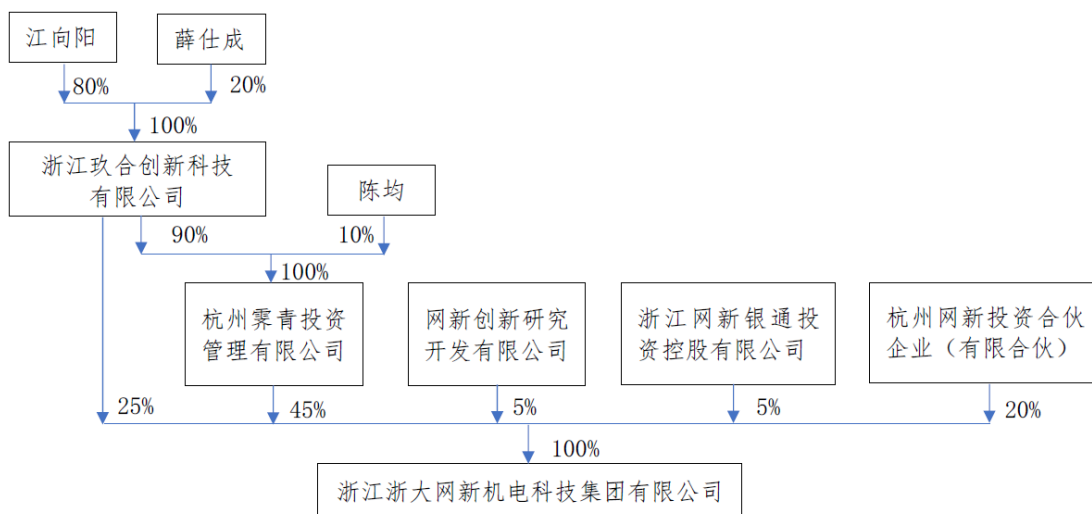 江向阳
薛仕成
80%
20%
100%
浙江玖合创新科技
有限公司
陈均
90%
10%
100%
杭州霁青投资
管理有限公司
网新创新研究
开发有限公司
浙江网新银通投
资控股有限公司
杭州网新投资合伙
企业（有限合伙）
25%
45%
5%
5%
20%
100%
浙江浙大网新机电科技集团有限公司